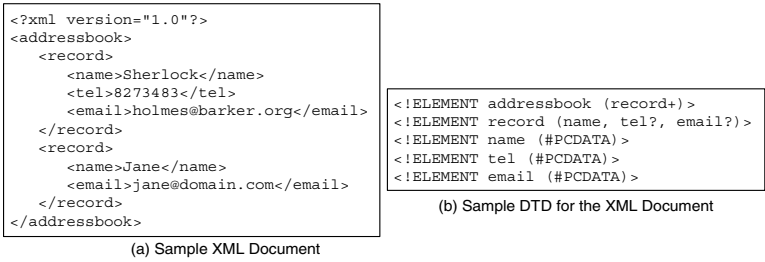 <?xml version="1.0"?>
<addressbook>
<record>
<name>Sherlock</name>
<tel>8273483</tel>
<email>holmes@barker.org</email>
</record>
<record>
<name>Jane</name>
<email>jane@domain.com</email>
</record>
</addressbook>
(a) Sample XML Document
<!ELEMENT addressbook (record+)>
<!ELEMENT record (name, tel?, email?)>
<!ELEMENT name (#PCDATA)>
<!ELEMENT tel (#PCDATA)>
<!ELEMENT email (#PCDATA)>
(b) Sample DTD for the XML Document